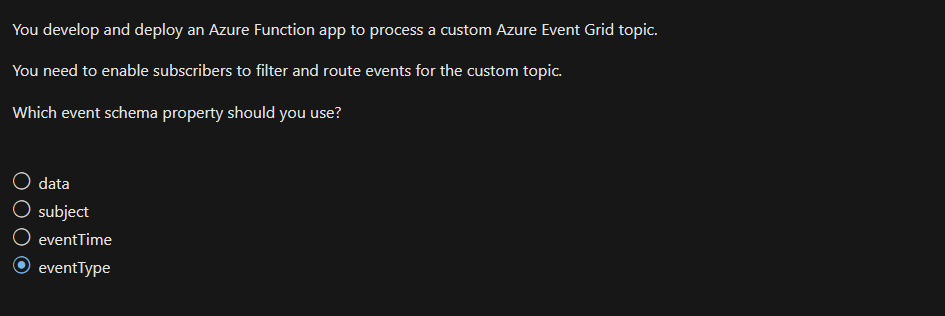 You develop and deploy an Azure Function app to process a custom Azure Event Grid topic.
You need to enable subscribers to filter and route events for the custom topic.
Which event schema property should you use?
data
subject
eventTime
eventType